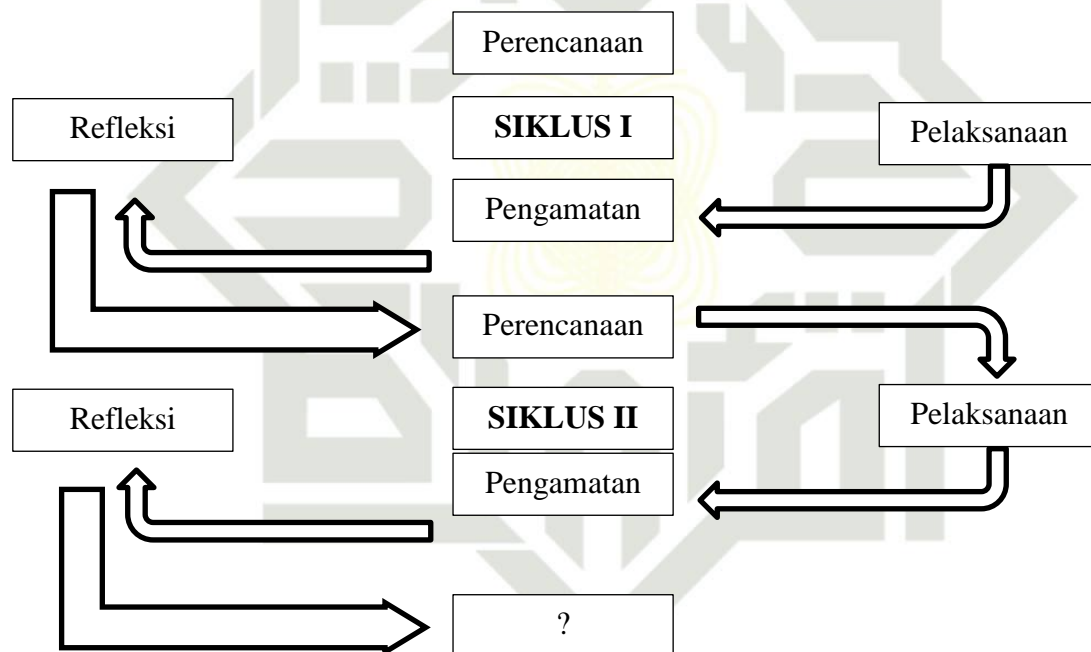 Perencanaan
Refleksi
SIKLUS I
Pelaksanaan
Pengamatan
Perencanaan
Refleksi
SIKLUS II
Pelaksanaan
Pengamatan
?